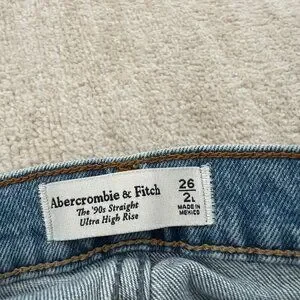 Abercrombie & Fitch
The '90s Straight
Ultra High Rise
26
2L
MADE IN
MEXICO